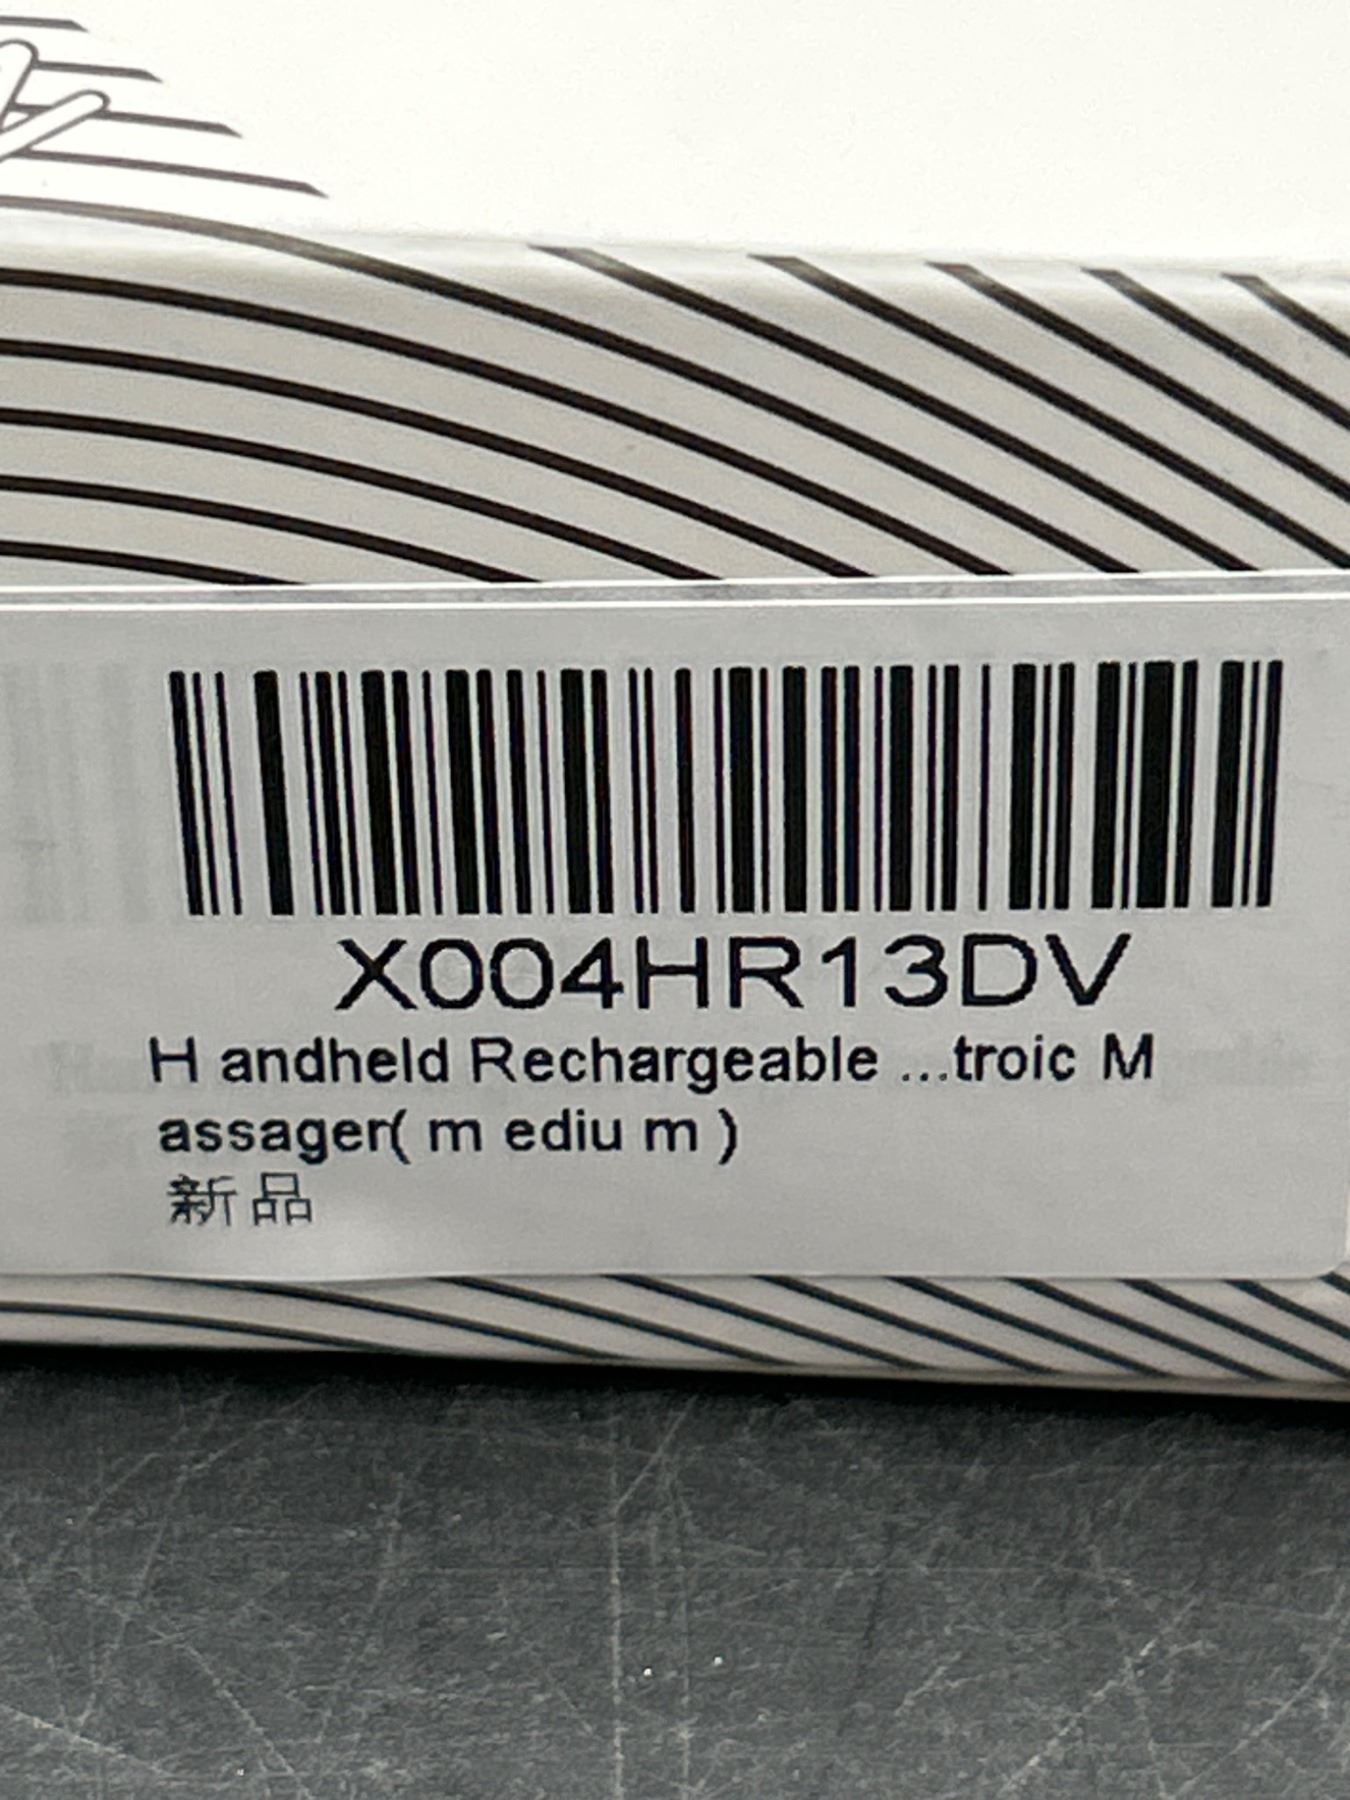 X004HR13DV
H andheld Rechargeable ...troic M
assager( m ediu m )
新品